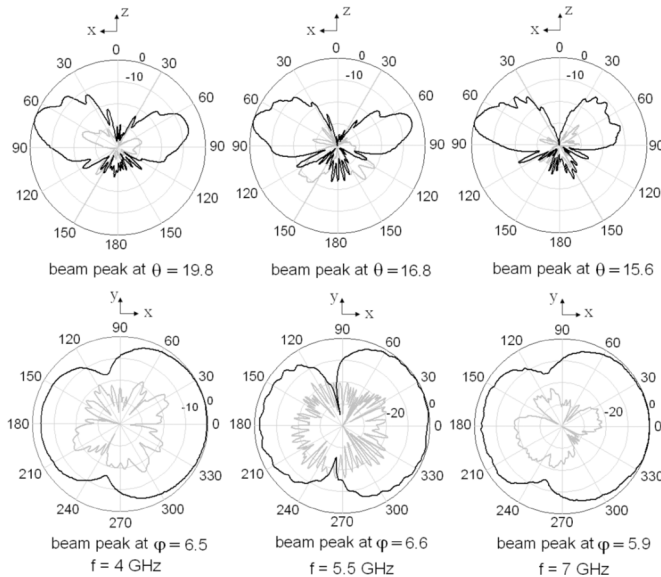 z z z
x x x
0 0 0 0
30 -10 30 30 -10 30 30 -10 30
60 60 60 60 60 60
90 90 90 90 90 90
120 120 120 120 120 120
150 150 150 150 150 150
180 180 180
beam peak at θ = 19.8 beam peak at θ = 16.8 beam peak at θ = 15.6
y y y
x x x
90 90 90
120 60 120 60 120 60
150 30 150 30 150 30
180 -10 0 180 -20 0 180 -20 0
0 0
210 330 210 330 210 330
240 300 240 300 240 300
270 270 270
beam peak at φ = 6.5 beam peak at φ = 6.6 beam peak at φ = 5.9
f = 4 GHz f = 5.5 GHz f = 7 GHz